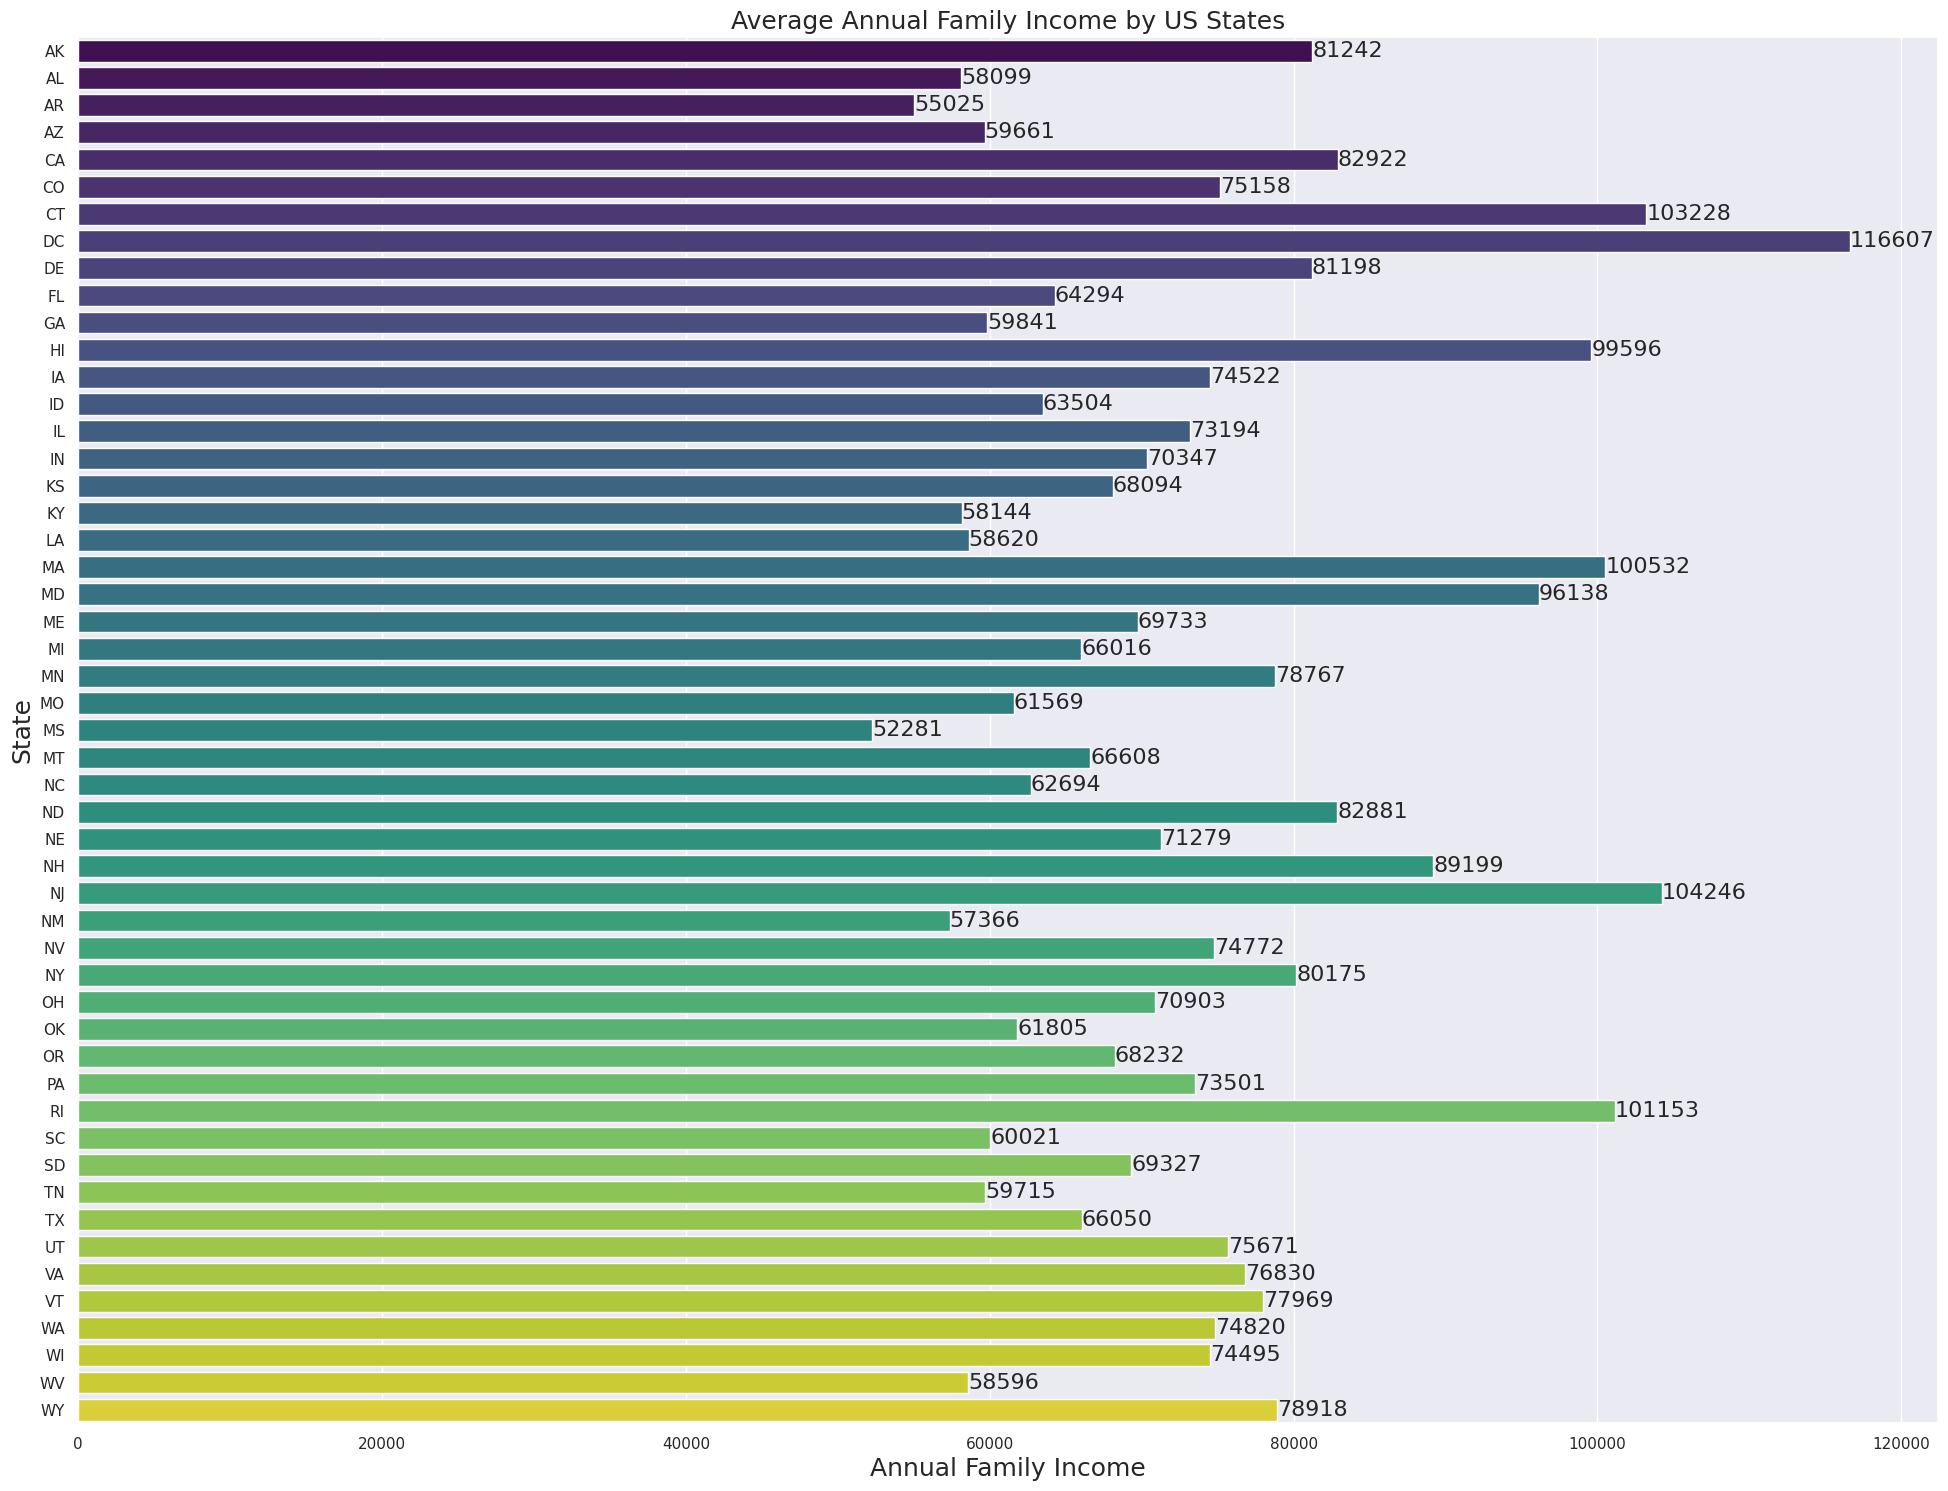 Average Annual Family Income by US States
AK 81242
AL 58099
AR 55025
AZ 59661
CA 82922
CO 75158
CT 103228
DC 116607
DE 81198
FL 64294
GA 59841
HI 99596
IA 74522
ID 63504
IL 73194
IN 70347
KS 68094
KY 58144
LA 58620
MA 100532
MD 96138
ME 69733
MI 66016
MN 78767
MO 61569
MS 52281
MT 66608
NC 62694
ND 82881
NE 71279
NH 89199
NJ 104246
NM 57366
NV 74772
NY 80175
OH 70903
OK 61805
OR 68232
PA 73501
RI 101153
SC 60021
SD 69327
TN 59715
TX 66050
UT 75671
VA 76830
VT 77969
WA 74820
WI 74495
WV 58596
WY 78918
State
0 20000 40000 60000 80000 100000 120000
Annual Family Income